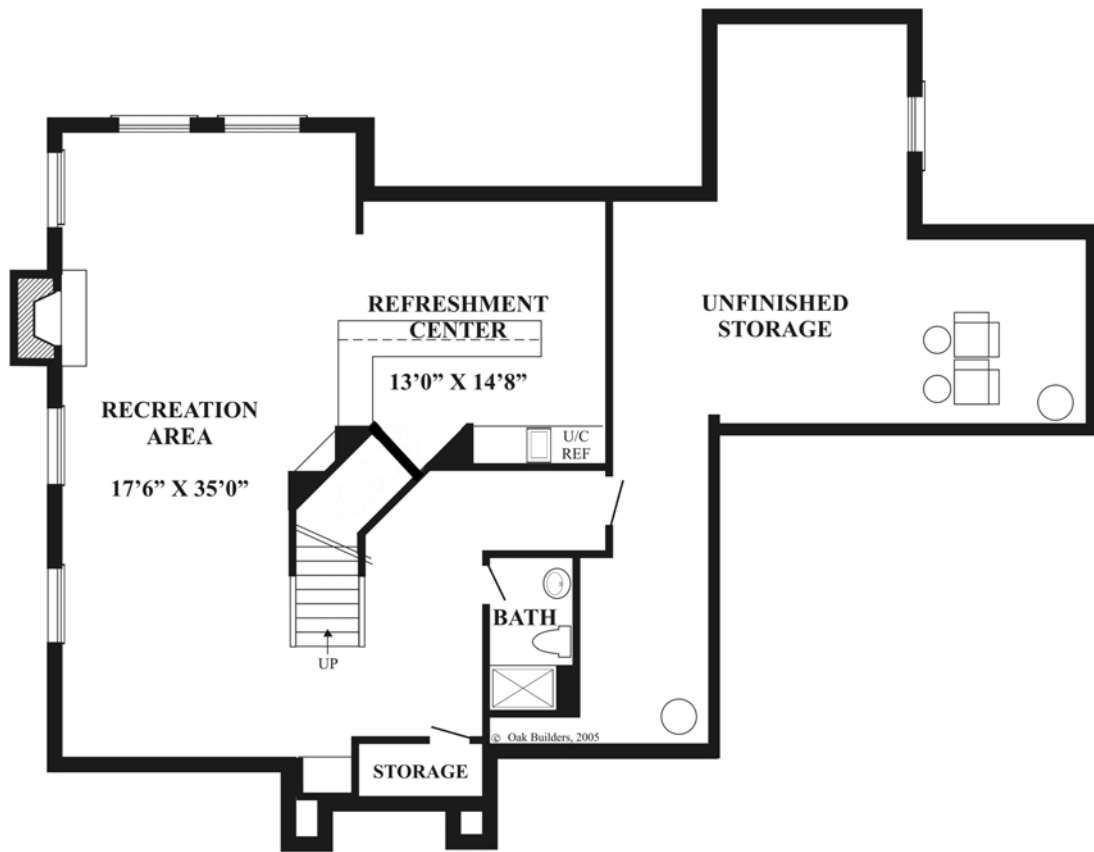 REFRESHMENT
CENTER
13’0” X 14’8”
UNFINISHED
STORAGE
RECREATION
AREA
17’6” X 35’0”
U/C
REF
BATH
UP
© Oak Builders, 2005
STORAGE